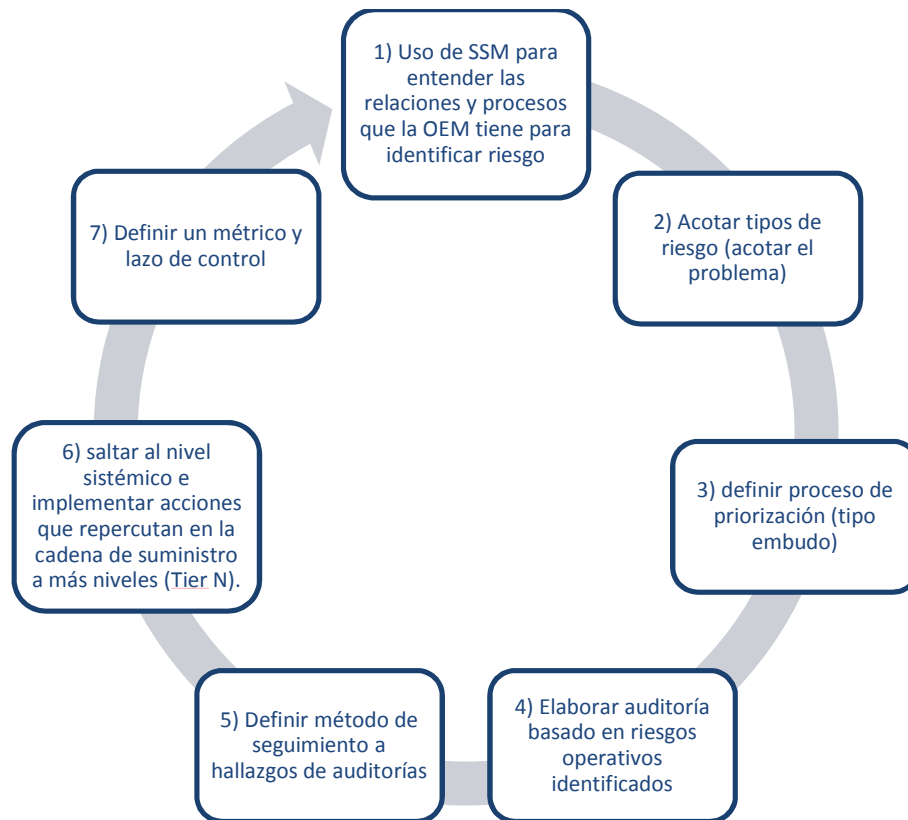 1) Uso de SSM para
entender las
relaciones y procesos
que la OEM tiene para
identificar riesgo
2) Acotar tipos de
riesgo (acotar el
problema)
3) definir proceso de
priorización (tipo
embudo)
4) Elaborar auditoría
basado en riesgos
operativos
identificados
5) Definir método de
seguimiento a
hallazgos de auditorías
6) saltar al nivel
sistémico e
implementar acciones
que repercutan en la
cadena de suministro
a más niveles (Tier N).
7) Definir un métrico y
lazo de control